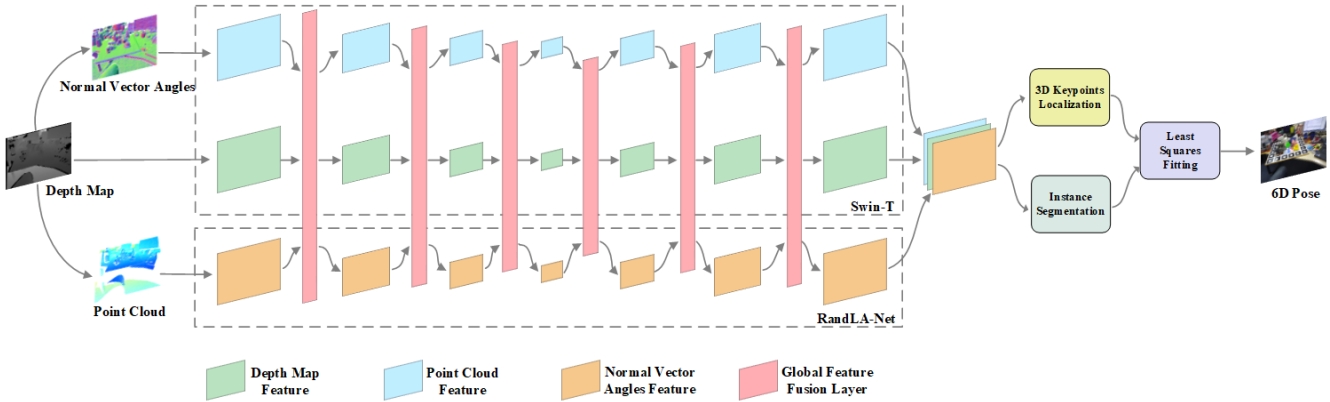 Normal Vector Angles
Depth Map
Point Cloud
Swin-T
RandLA-Net
3D Keypoints
Localization
Instance
Segmentation
Least
Squares
Fitting
6D Pose
Depth Map
Feature
Point Cloud
Feature
Normal Vector
Angles Feature
Global Feature
Fusion Layer